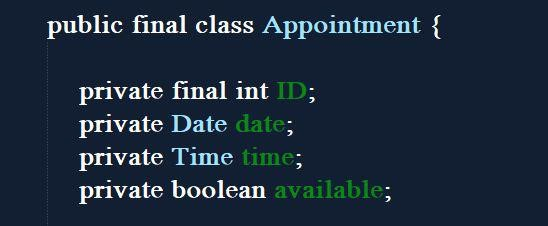 public final class Appointment {
private final int ID;
private Date date;
private Time time;
private boolean available;